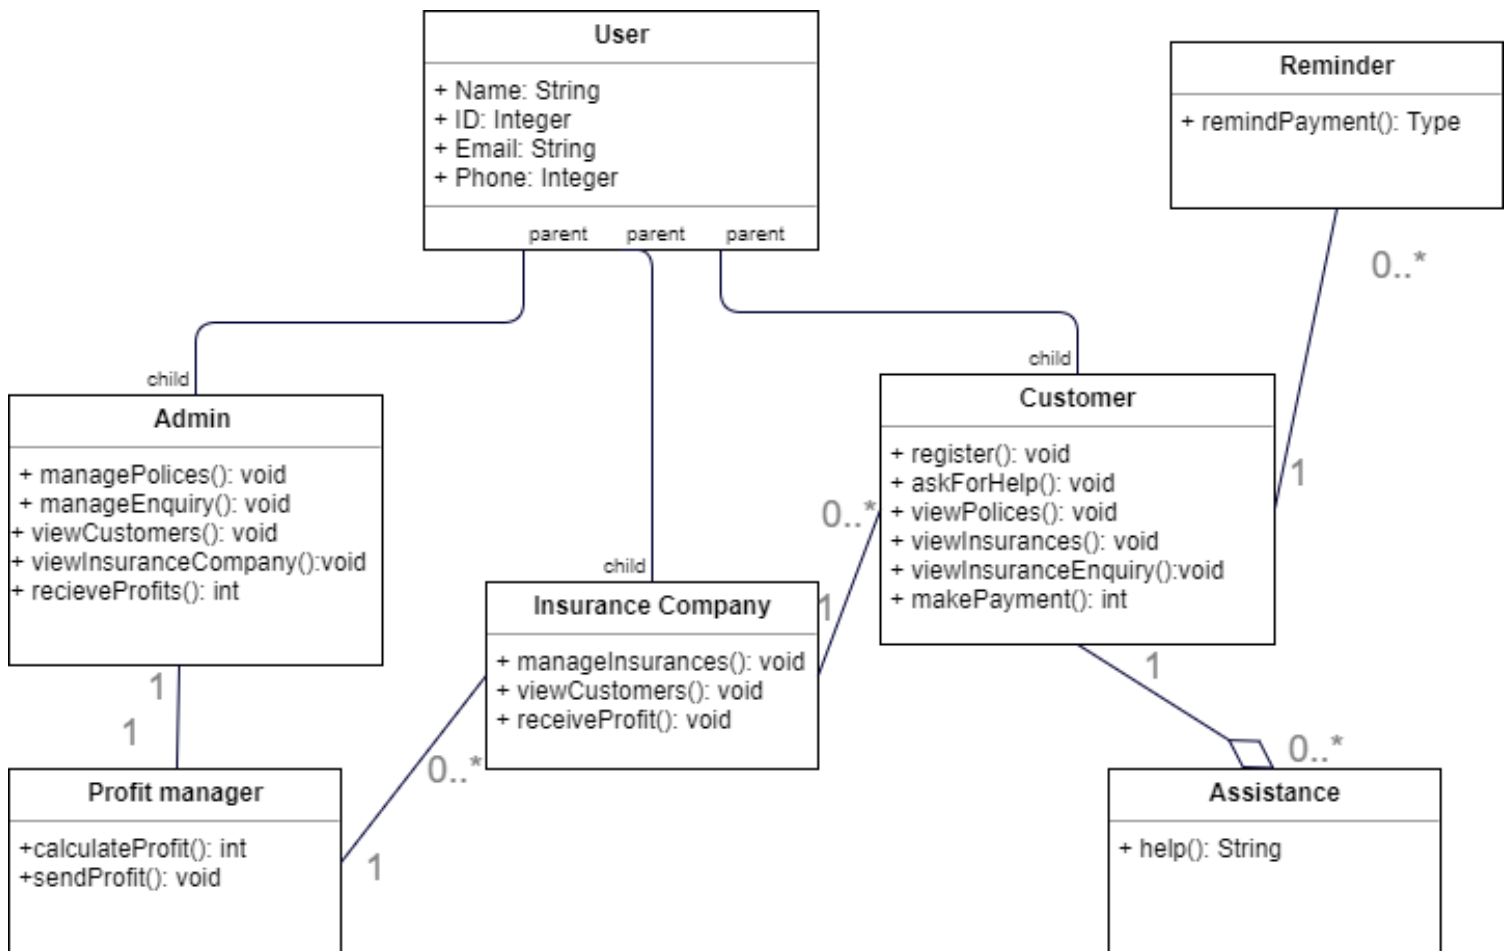 User
+ Name: String
+ ID: Integer
+ Email: String
+ Phone: Integer
parent parent parent
Reminder
+ remindPayment(): Type
0..*
1
child
Admin
+ managePolices(): void
+ manageEnquiry(): void
+ viewCustomers(): void
+ viewInsuranceCompany():void
+ recieveProfits(): int
1
1
child
Insurance Company
+ manageInsurances(): void
+ viewCustomers(): void
+ receiveProfit(): void
0..*
1
child
Customer
+ register(): void
+ askForHelp(): void
+ viewPolices(): void
+ viewInsurances(): void
+ viewInsuranceEnquiry():void
+ makePayment(): int
0..*
1
1
0..*
Profit manager
+calculateProfit(): int
+sendProfit(): void
Assistance
+ help(): String